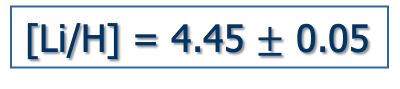 [Li/H] = 4.45 ± 0.05